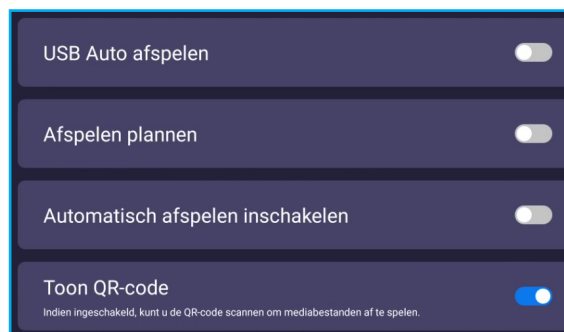 USB Auto afspelen
Afspelen plannen
Automatisch afspelen inschakelen
Toon QR-code
Indien ingeschakeld, kunt u de QR-code scannen om mediabestanden af te spelen.